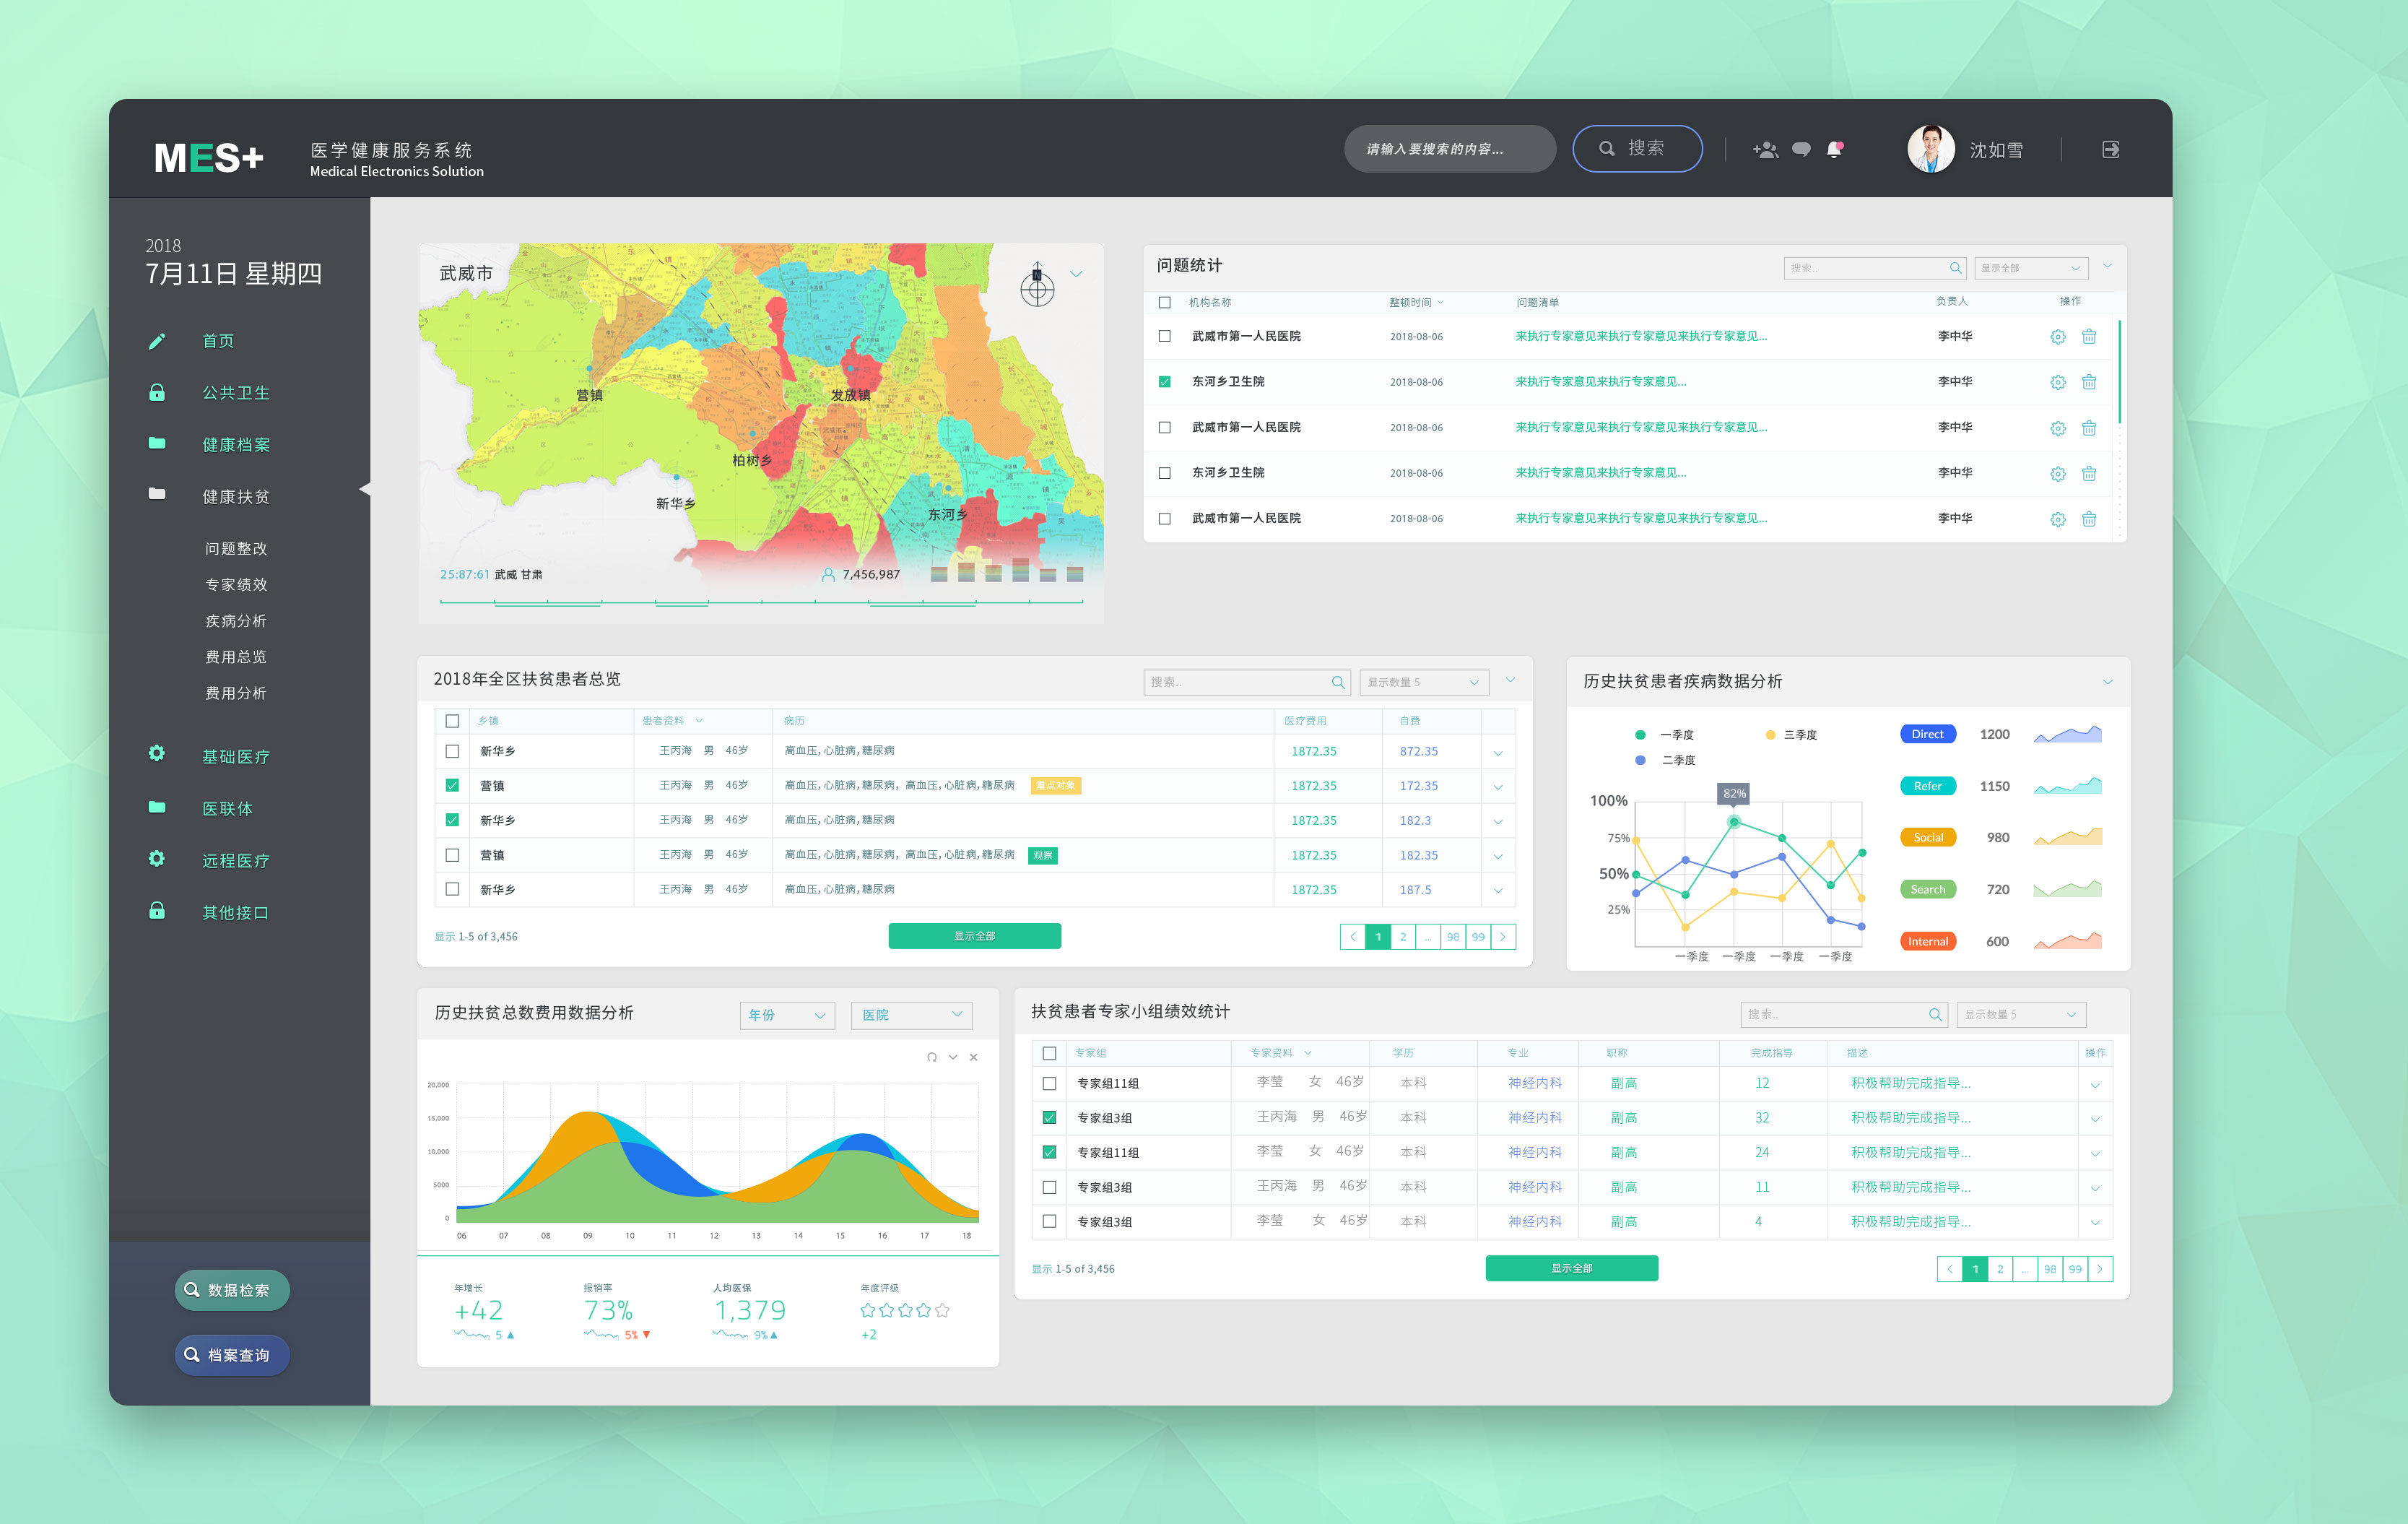 MES+
医学健康服务系统
Medical Electronics Solution
请输入要搜索的内容...
搜索
沈如雪
2018
7月11日 星期四
首页
公共卫生
健康档案
健康扶贫
问题整改
专家绩效
疾病分析
费用总览
费用分析
基础医疗
医联体
远程医疗
其他接口
数据检索
档案查询
武威市
N
营镇
发放镇
柏树乡
新华乡
东河乡
25:87:61 武威 甘肃
7,456,987
问题统计
搜索..
显示全部
机构名称 整顿时间 问题清单 负责人 操作
武威市第一人民医院 2018-08-06 来执行专家意见来执行专家意见来执行专家意见... 李中华
东河乡卫生院 2018-08-06 来执行专家意见来执行专家意见... 李中华
武威市第一人民医院 2018-08-06 来执行专家意见来执行专家意见来执行专家意见... 李中华
东河乡卫生院 2018-08-06 来执行专家意见来执行专家意见... 李中华
武威市第一人民医院 2018-08-06 来执行专家意见来执行专家意见来执行专家意见... 李中华
2018年全区扶贫患者总览
搜索..
显示数量 5
乡镇 患者资料 病历 医疗费用 自费
新华乡 王丙海 男 46岁 高血压,心脏病,糖尿病 1872.35 872.35
营镇 王丙海 男 46岁 高血压,心脏病,糖尿病, 高血压,心脏病,糖尿病 重点对象 1872.35 172.35
新华乡 王丙海 男 46岁 高血压,心脏病,糖尿病 1872.35 182.3
营镇 王丙海 男 46岁 高血压,心脏病,糖尿病, 高血压,心脏病,糖尿病 观察 1872.35 182.35
新华乡 王丙海 男 46岁 高血压,心脏病,糖尿病 1872.35 187.5
显示 1-5 of 3,456
显示全部
1 2 ... 98 99
历史扶贫患者疾病数据分析
一季度 三季度
二季度
82%
100%
75%
50%
25%
一季度 一季度 一季度 一季度
Direct 1200
Refer 1150
Social 980
Search 720
Internal 600
历史扶贫总数费用数据分析
年份
医院
20,000
15,000
10,000
5000
0
06 07 08 09 10 11 12 13 14 15 16 17 18
年增长 报销率 人均医保 年度评级
+42 73% 1,379
5 5% 9% +2
扶贫患者专家小组绩效统计
搜索..
显示数量 5
专家组 专家资料 学历 专业 职称 完成指导 描述 操作
专家组11组 李莹 女 46岁 本科 神经内科 副高 12 积极帮助完成指导...
专家组3组 王丙海 男 46岁 本科 神经内科 副高 32 积极帮助完成指导...
专家组11组 李莹 女 46岁 本科 神经内科 副高 24 积极帮助完成指导...
专家组3组 王丙海 男 46岁 本科 神经内科 副高 11 积极帮助完成指导...
专家组3组 李莹 女 46岁 本科 神经内科 副高 4 积极帮助完成指导...
显示 1-5 of 3,456
显示全部
1 2 ... 98 99